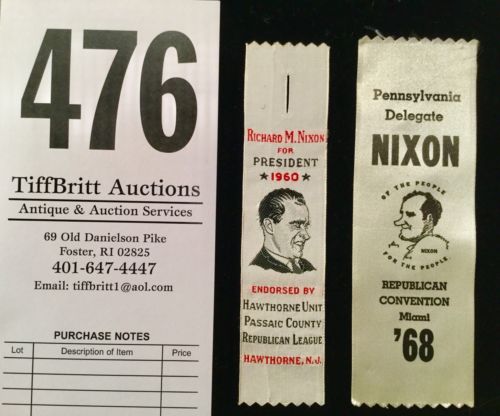 476
TiffBritt Auctions
Antique & Auction Services
69 Old Danielson Pike
Foster, RI 02825
401-647-4447
Email: tiffbritt1@aol.com
PURCHASE NOTES
Lot Description of Item Price
RICHARD M. NIXON
FOR
PRESIDENT
★1960★
ENDORSED BY
HAWTHORNE UNIT
PASSAIC COUNTY
REPUBLICAN LEAGUE
HAWTHORNE, N.J.
Pennsylvania
Delegate
NIXON
OF THE PEOPLE
NIXON
FOR THE PEOPLE
REPUBLICAN
CONVENTION
Miami
'68